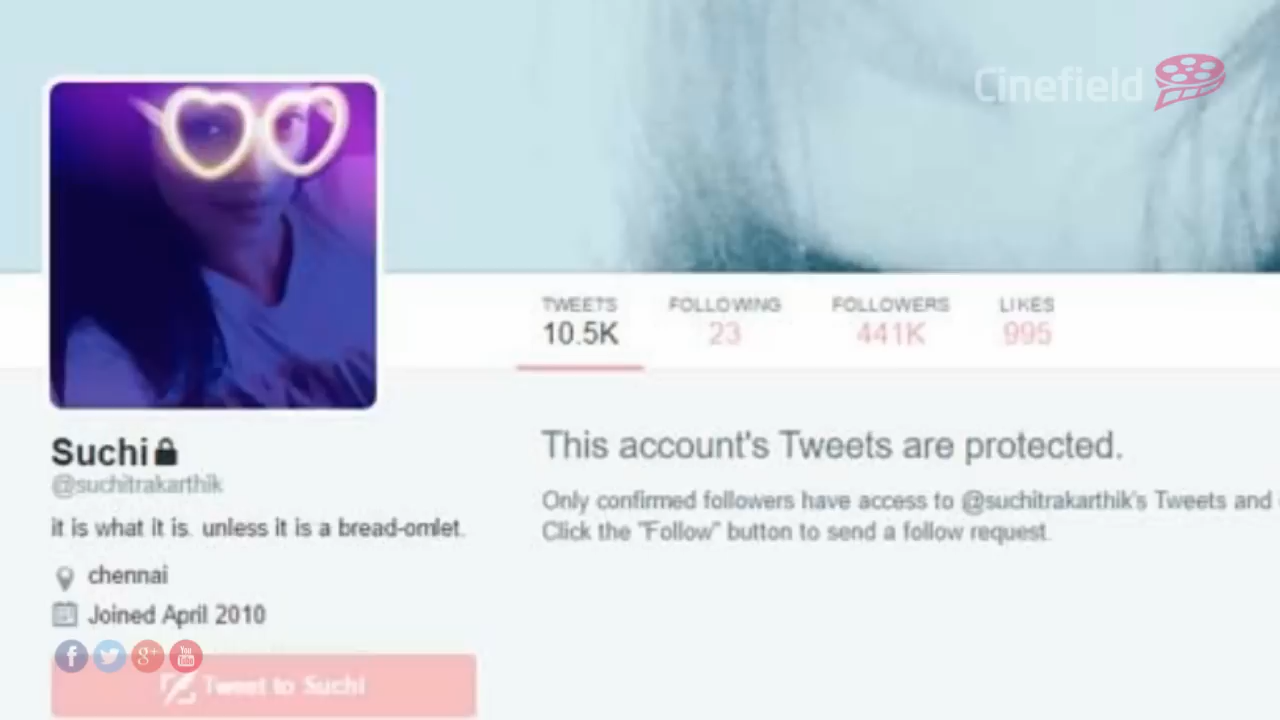 Cinefield
TWEETS FOLLOWING FOLLOWERS LIKES
10.5K 23 441K 995
Suchi
@suchitrakarthik
it is what it is. unless it is a bread-omlet.
chennai
Joined April 2010
Tweet to Suchi
This account's Tweets are protected.
Only confirmed followers have access to @suchitrakarthik's Tweets and
Click the "Follow" button to send a follow request.
f g+ You Tube